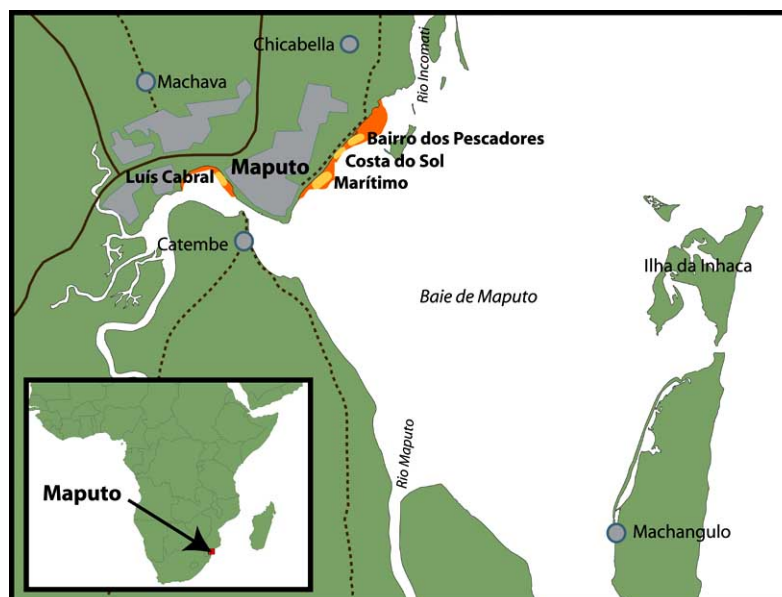 Chicabella
Rio Incomati
Machava
Bairro dos Pescadores
Costa do Sol
Maputo
Luís Cabral
Marítimo
Catembe
Ilha da Inhaca
Baie de Maputo
Rio Maputo
Maputo
Machangulo